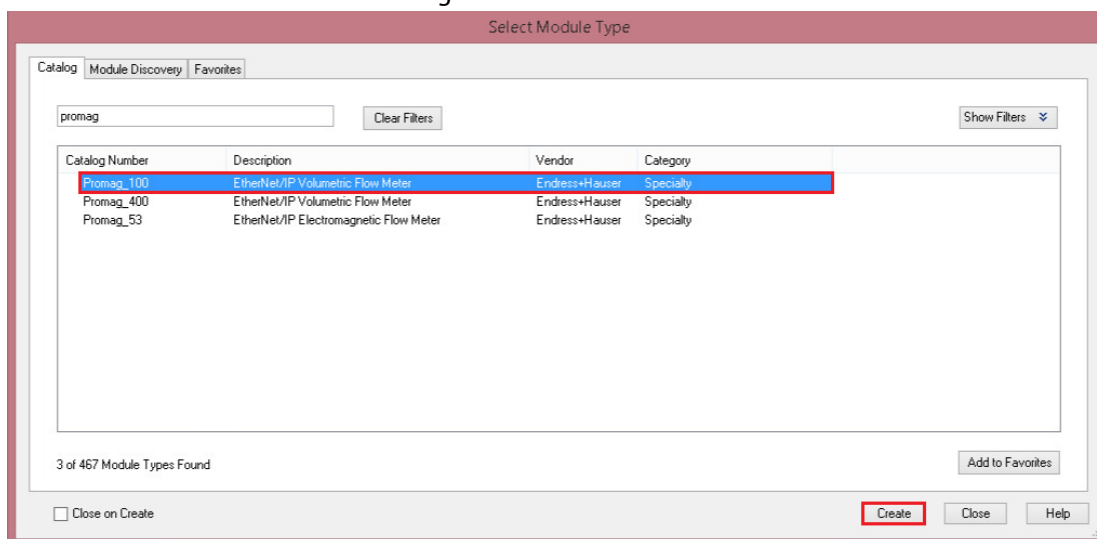 Select Module Type
Catalog Module Discovery Favorites
promag Clear Filters Show Filters
Catalog Number Description Vendor Category
Promag_100 EtherNet/IP Volumetric Flow Meter Endress+Hauser Specialty
Promag_400 EtherNet/IP Volumetric Flow Meter Endress+Hauser Specialty
Promag_53 EtherNet/IP Electromagnetic Flow Meter Endress+Hauser Specialty
3 of 467 Module Types Found Add to Favorites
Close on Create Create Close Help